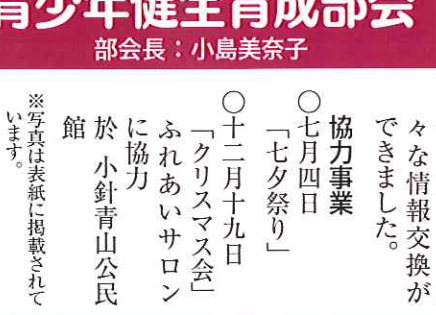 青少年健全育成部会
部会長：小島美奈子
々な情報交換が
できました。
協力事業
○七月四日
「七夕祭り」
○十二月十九日
「クリスマス会」
ふれあいサロン
に協力
於 小針青山公民
館
※写真は表紙に掲載されて
います。